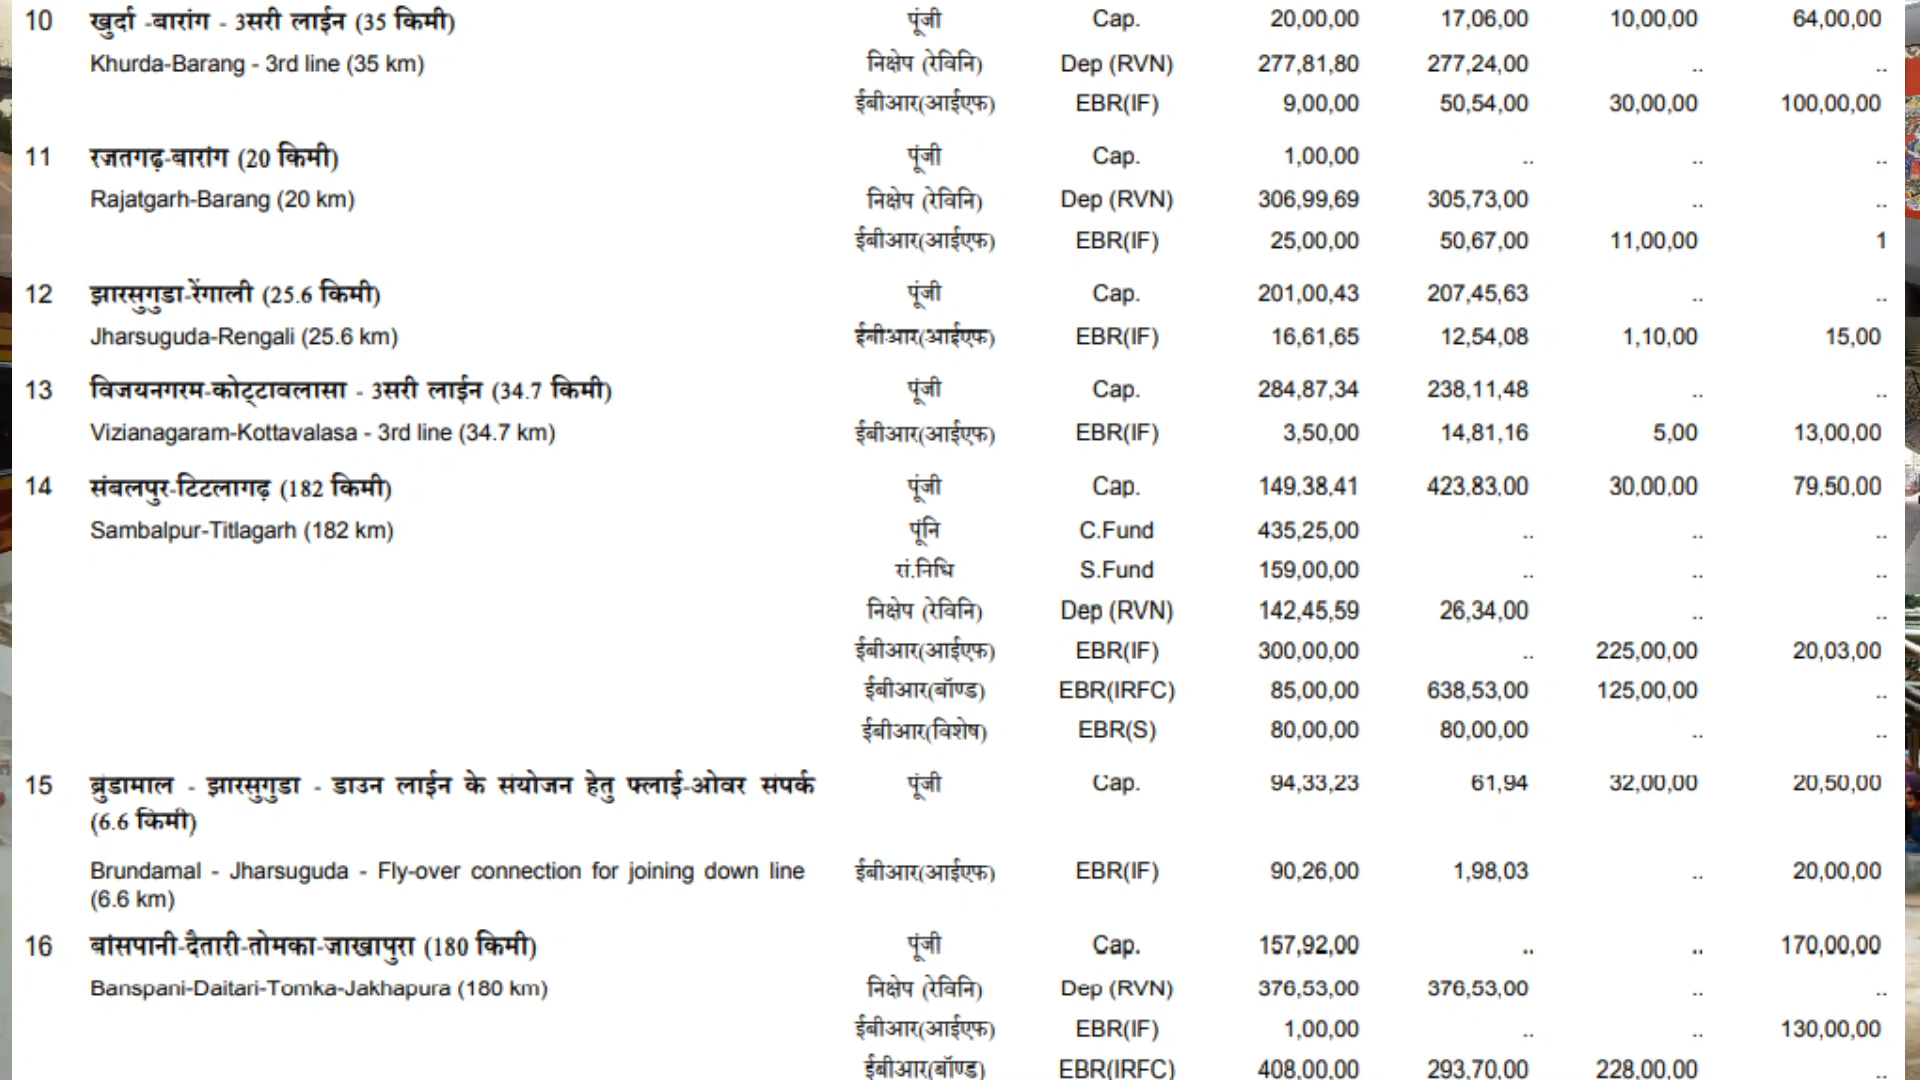 10 खुर्दा -बारांग - 3सरी लाईन (35 किमी) पूंजी Cap. 20,00,00 17,06,00 10,00,00 64,00,00
Khurda-Barang - 3rd line (35 km) निक्षेप (रेविनि) Dep (RVN) 277,81,80 277,24,00 .. ..
ईबीआर(आईएफ) EBR(IF) 9,00,00 50,54,00 30,00,00 100,00,00
11 रजतगढ़-बारांग (20 किमी) पूंजी Cap. 1,00,00 .. .. ..
Rajatgarh-Barang (20 km) निक्षेप (रेविनि) Dep (RVN) 306,99,69 305,73,00 .. ..
ईबीआर(आईएफ) EBR(IF) 25,00,00 50,67,00 11,00,00 1
12 झारसुगुडा-रेंगाली (25.6 किमी) पूंजी Cap. 201,00,43 207,45,63 .. ..
Jharsuguda-Rengali (25.6 km) ईबीआर(आईएफ) EBR(IF) 16,61,65 12,54,08 1,10,00 15,00
13 विजयनगरम-कोट्टावलासा - 3सरी लाईन (34.7 किमी) पूंजी Cap. 284,87,34 238,11,48 .. ..
Vizianagaram-Kottavalasa - 3rd line (34.7 km) ईबीआर(आईएफ) EBR(IF) 3,50,00 14,81,16 5,00 13,00,00
14 संबलपुर-टिटलागढ़ (182 किमी) पूंजी Cap. 149,38,41 423,83,00 30,00,00 79,50,00
Sambalpur-Titlagarh (182 km) पूंनि C.Fund 435,25,00 .. .. ..
सं.निधि S.Fund 159,00,00 .. .. ..
निक्षेप (रेविनि) Dep (RVN) 142,45,59 26,34,00 .. ..
ईबीआर(आईएफ) EBR(IF) 300,00,00 .. 225,00,00 20,03,00
ईबीआर(बॉण्ड) EBR(IRFC) 85,00,00 638,53,00 125,00,00 ..
ईबीआर(विशेष) EBR(S) 80,00,00 80,00,00 .. ..
15 ब्रुंडामाल - झारसुगुडा - डाउन लाईन के संयोजन हेतु फ्लाई-ओवर संपर्क पूंजी Cap. 94,33,23 61,94 32,00,00 20,50,00
(6.6 किमी)
Brundamal - Jharsuguda - Fly-over connection for joining down line ईबीआर(आईएफ) EBR(IF) 90,26,00 1,98,03 .. 20,00,00
(6.6 km)
16 बांसपानी-दैतारी-तोमका-जाखापुरा (180 किमी) पूंजी Cap. 157,92,00 .. .. 170,00,00
Banspani-Daitari-Tomka-Jakhapura (180 km) निक्षेप (रेविनि) Dep (RVN) 376,53,00 376,53,00 .. ..
ईबीआर(आईएफ) EBR(IF) 1,00,00 .. .. 130,00,00
ईबीआर(बॉण्ड) EBR(IRFC) 408,00,00 293,70,00 228,00,00 ..